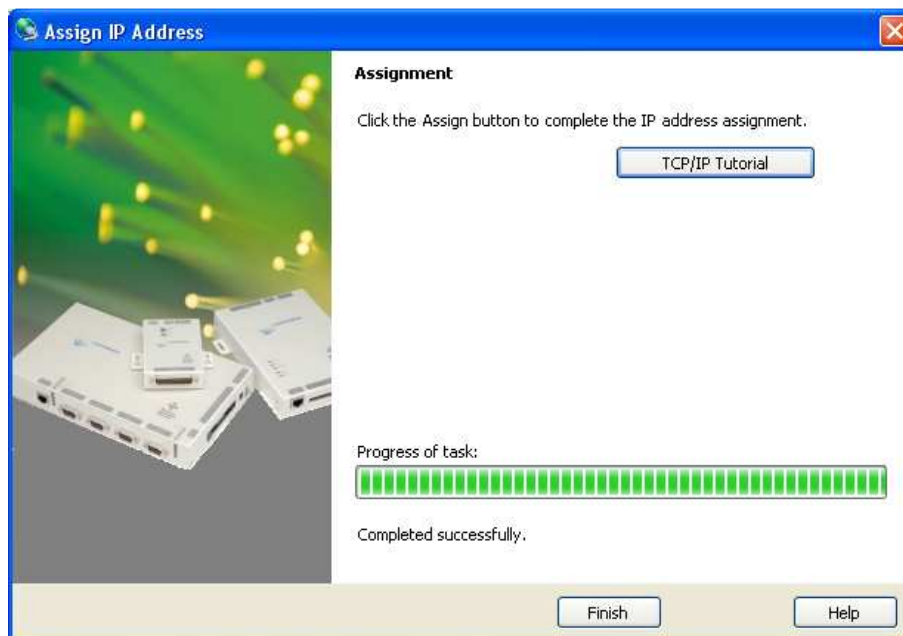 Assign IP Address
Assignment
Click the Assign button to complete the IP address assignment.
TCP/IP Tutorial
Progress of task:
Completed successfully.
Finish
Help